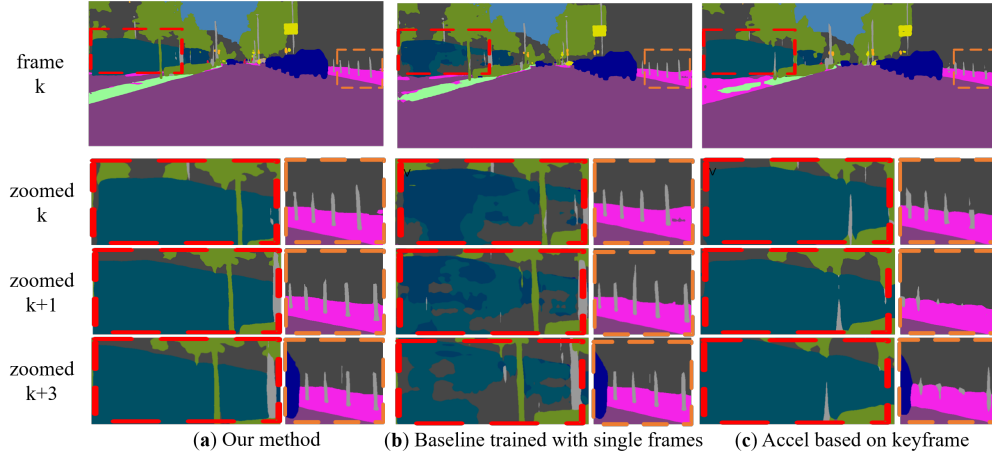 frame
k
zoomed
k
zoomed
k+1
zoomed
k+3
(a) Our method
(b) Baseline trained with single frames
(c) Accel based on keyframe